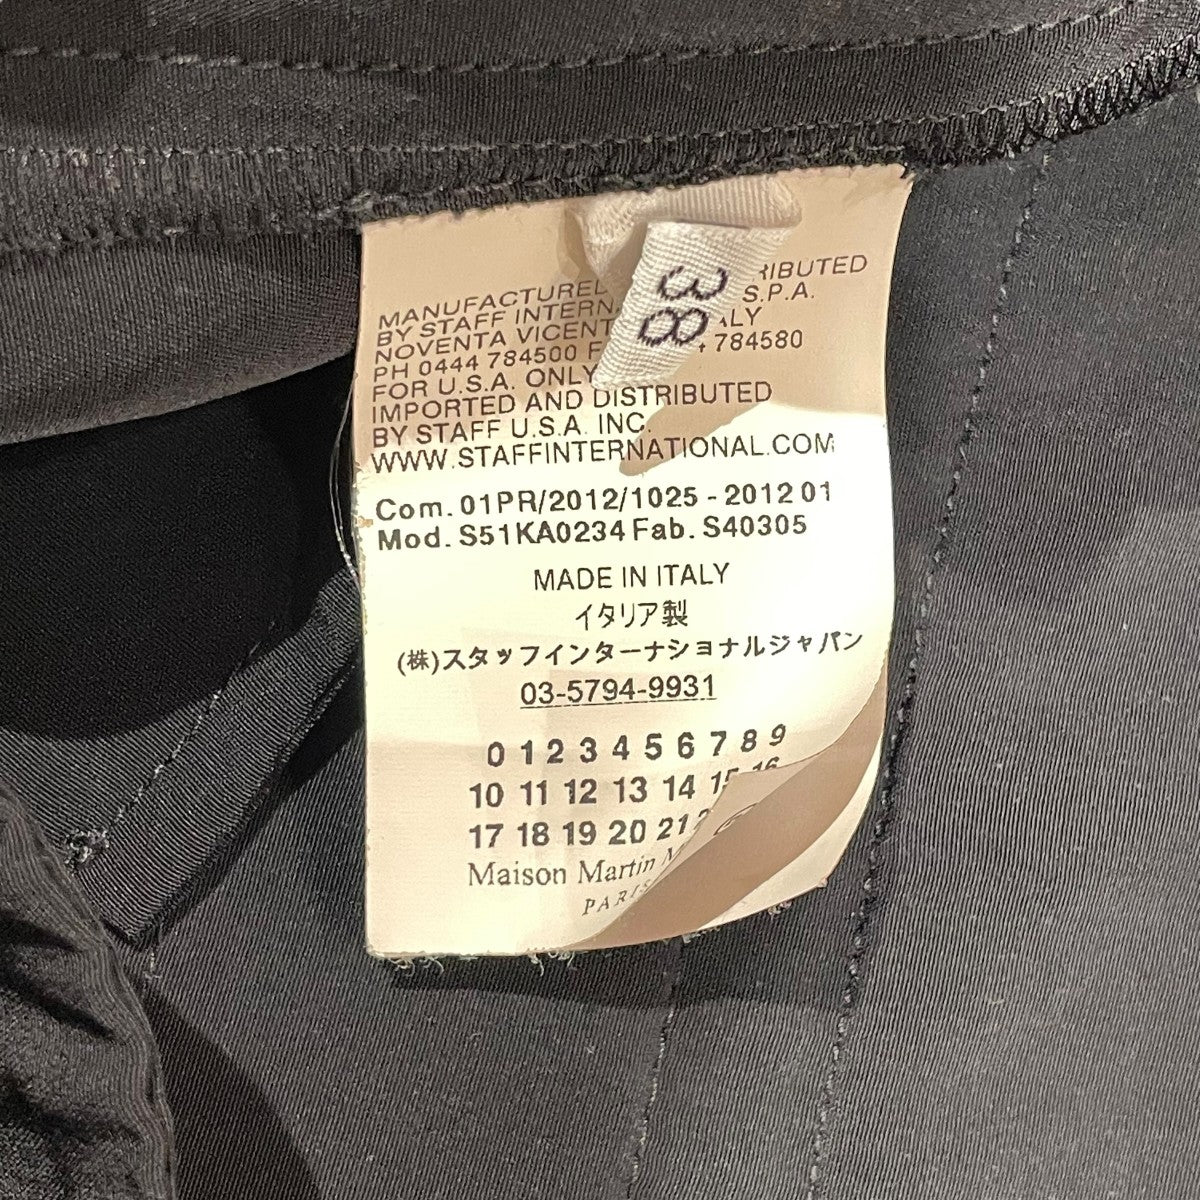 38
MANUFACTURED
BY STAFF S.P.A.
NOVENTA
PH 0444 784500 784580
FOR U.S.A. ONLY
IMPORTED AND DISTRIBUTED
BY STAFF U.S.A. INC.
WWW.STAFFINTERNATIONAL.COM
Com. 01PR/2012/1025 - 2012 01
Mod. S51KA0234 Fab. S40305
MADE IN ITALY
イタリア製
(株)スタッフインターナショナルジャパン
03-5794-9931
0 1 2 3 4 5 6 7 8 9
10 11 12 13 14 15 16
17 18 19 20 21
Maison Martin
PARIS